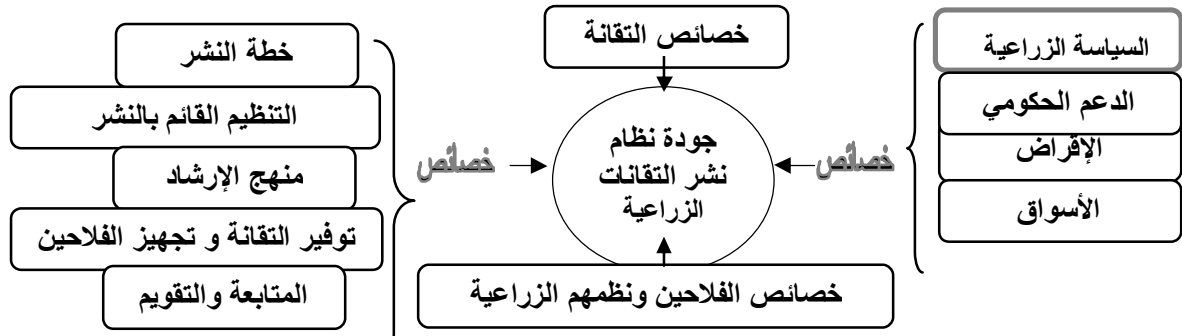 خصائص التقانة
السياسة الزراعية
الدعم الحكومي
الإقراض
الأسواق
خصائص
جودة نظام
نشر التقانات
الزراعية
خصائص
خطة النشر
التنظيم القائم بالنشر
منهج الإرشاد
توفير التقانة و تجهيز الفلاحين
المتابعة والتقويم
خصائص الفلاحين ونظمهم الزراعية